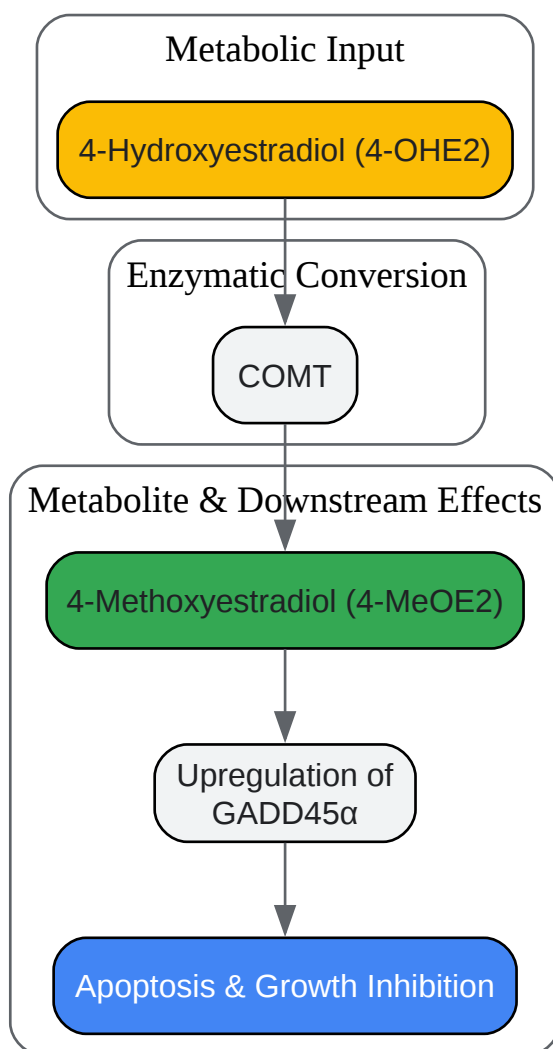 Metabolic Input
4-Hydroxyestradiol (4-OHE2)
Enzymatic Conversion
COMT
Metabolite & Downstream Effects
4-Methoxyestradiol (4-MeOE2)
Upregulation of
GADD45α
Apoptosis & Growth Inhibition